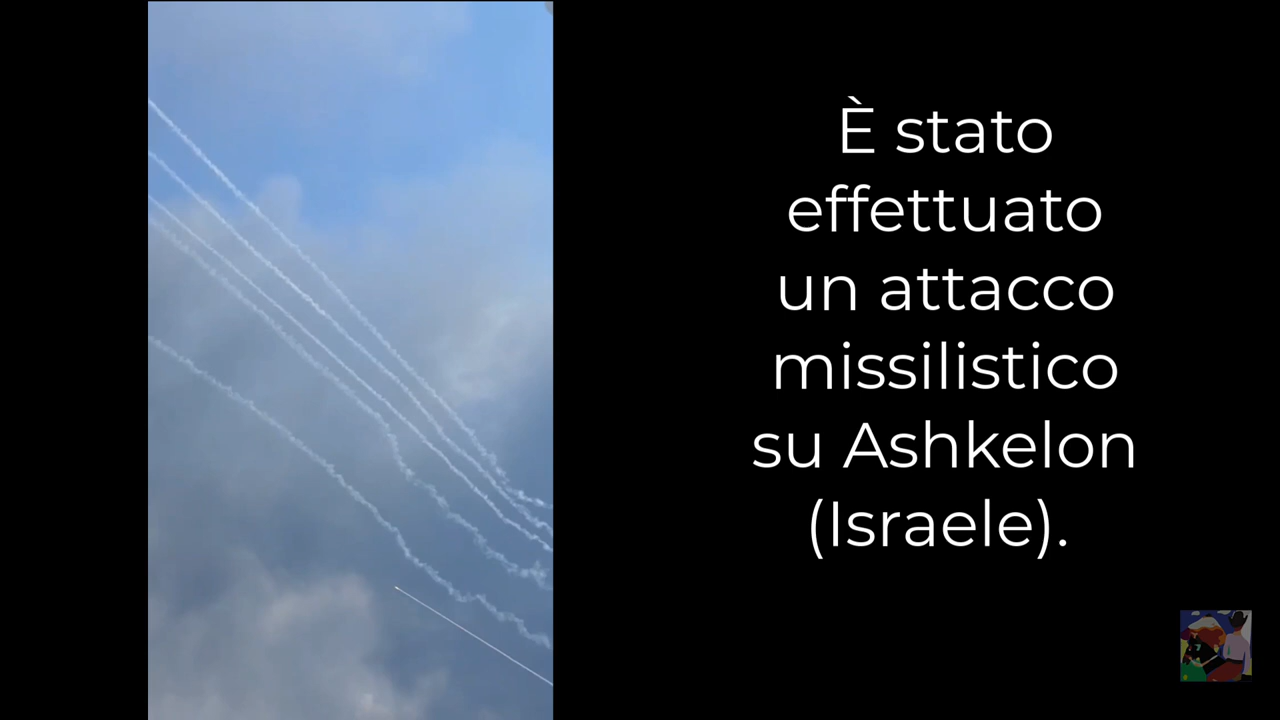 È stato
effettuato
un attacco
missilistico
su Ashkelon
(Israele).